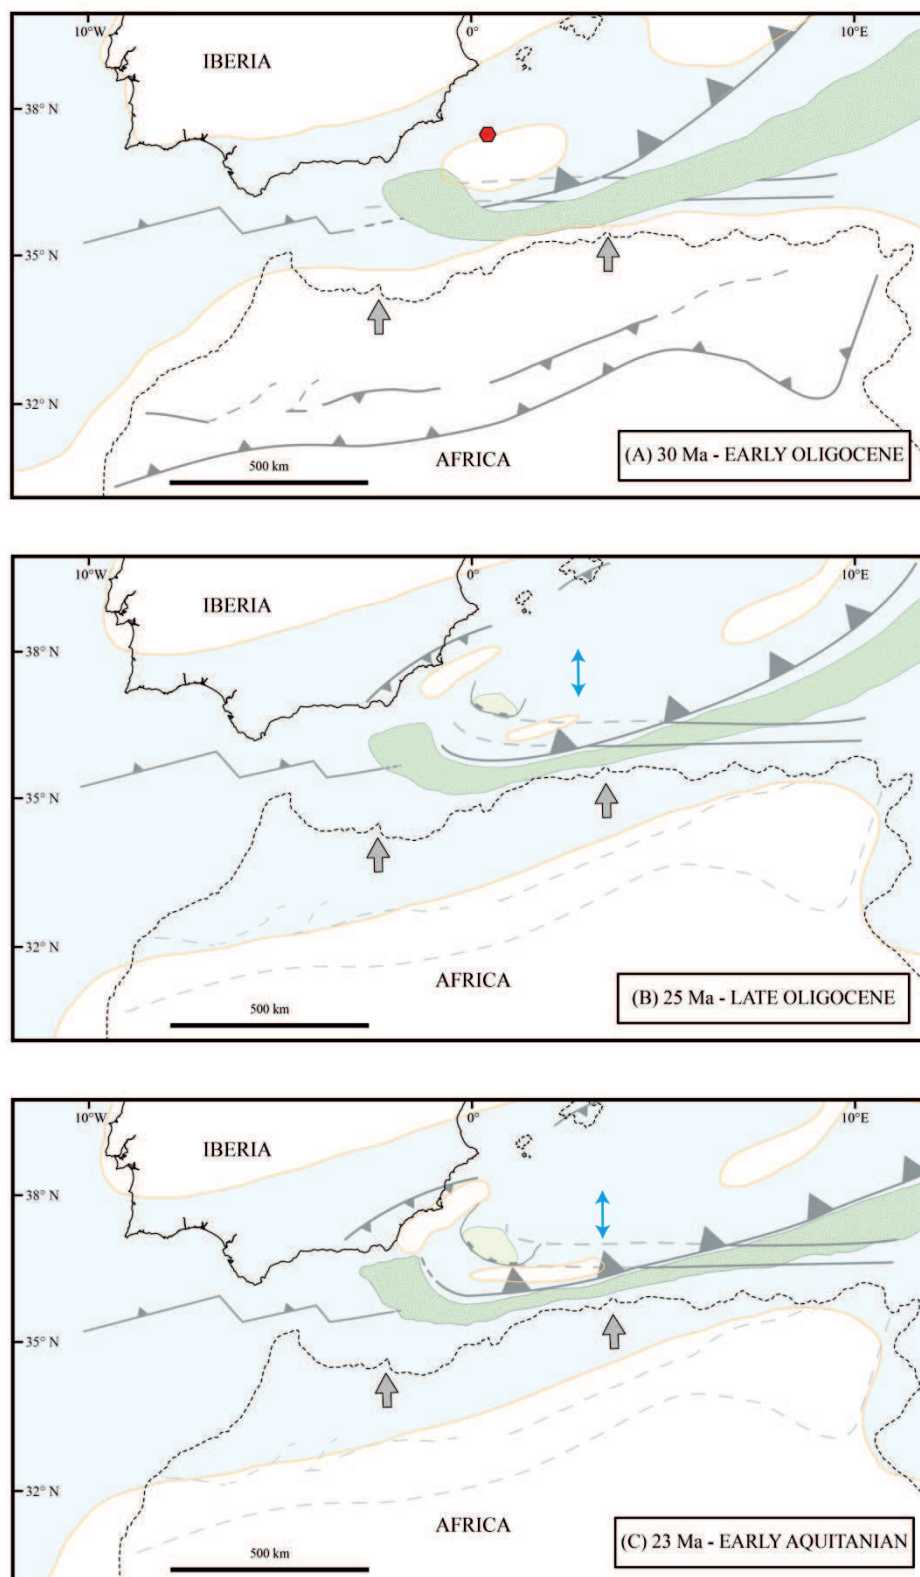 10°W 0° 10°E
IBERIA
38° N
35° N
32° N
AFRICA
500 km
(A) 30 Ma - EARLY OLIGOCENE
10°W 0° 10°E
IBERIA
38° N
35° N
32° N
AFRICA
500 km
(B) 25 Ma - LATE OLIGOCENE
10°W 0° 10°E
IBERIA
38° N
35° N
32° N
AFRICA
500 km
(C) 23 Ma - EARLY AQUITANIAN